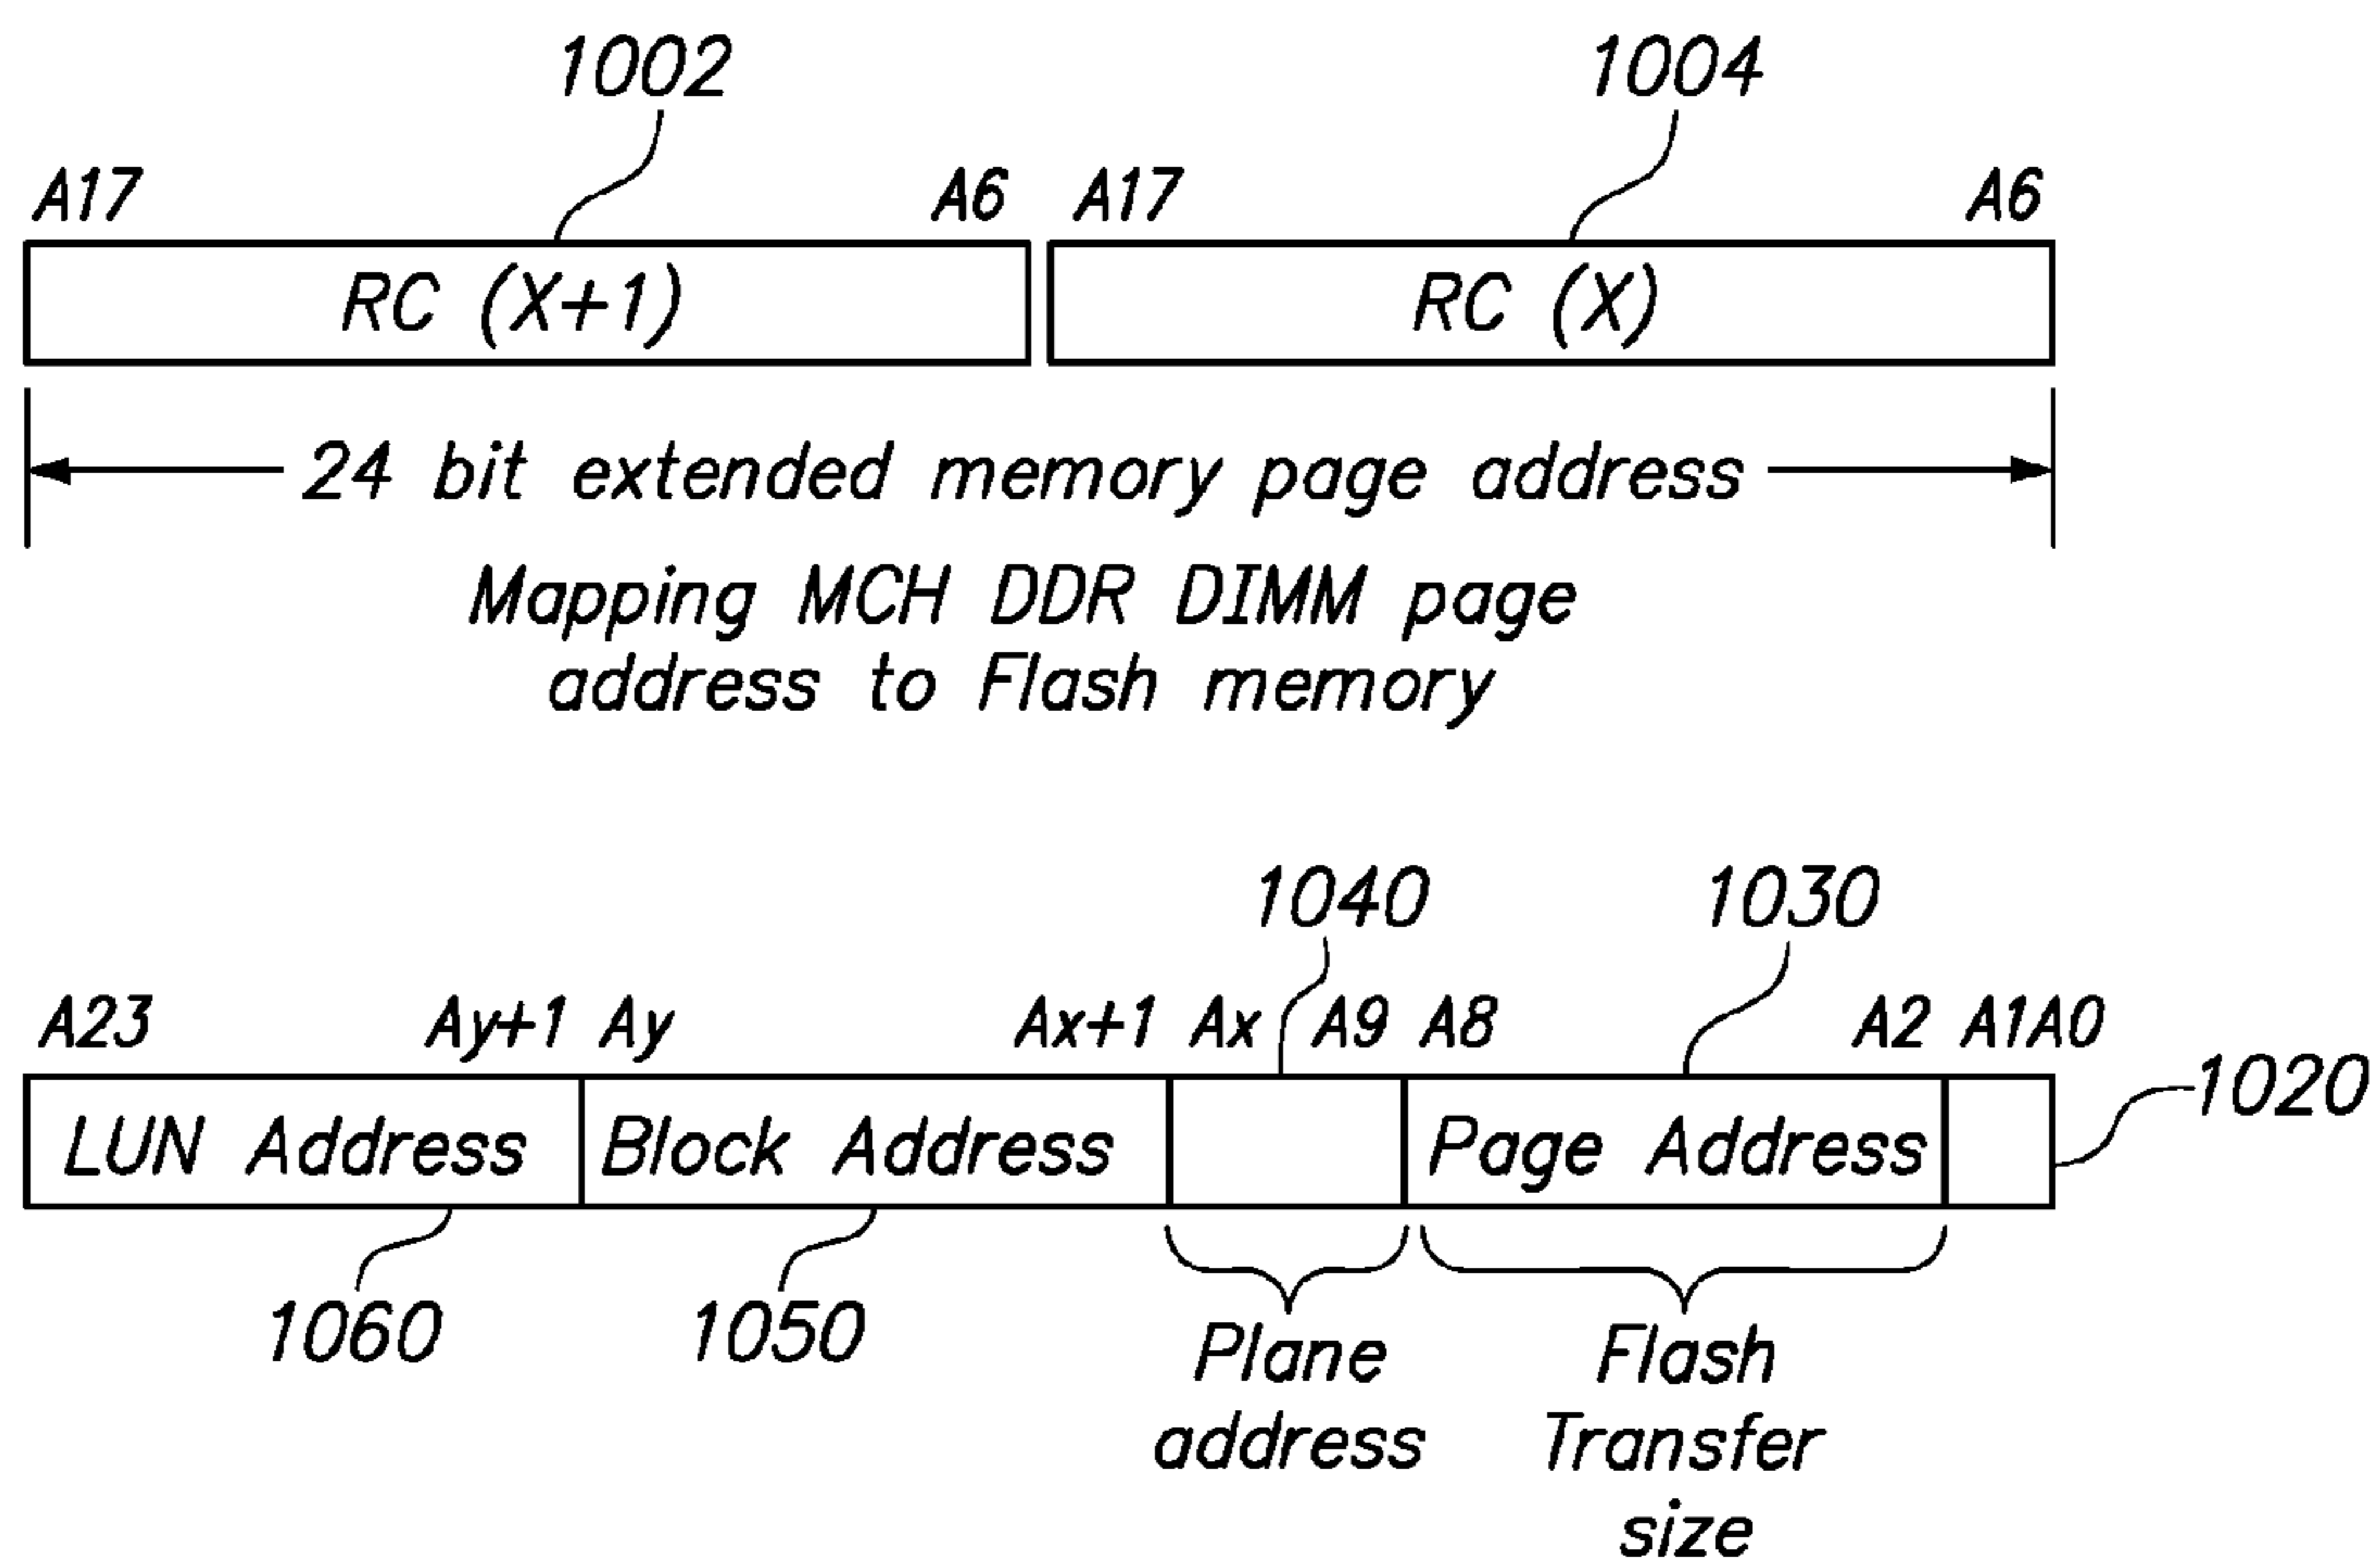 1002 1004
A17 A6 A17 A6
RC (X+1) RC (X)
24 bit extended memory page address
Mapping MCH DDR DIMM page
address to Flash memory
1040 1030
A23 Ay+1 Ay Ax+1 Ax A9 A8 A2 A1A0
1020
LUN Address Block Address Page Address
1060 1050
Plane
address
Flash
Transfer
size